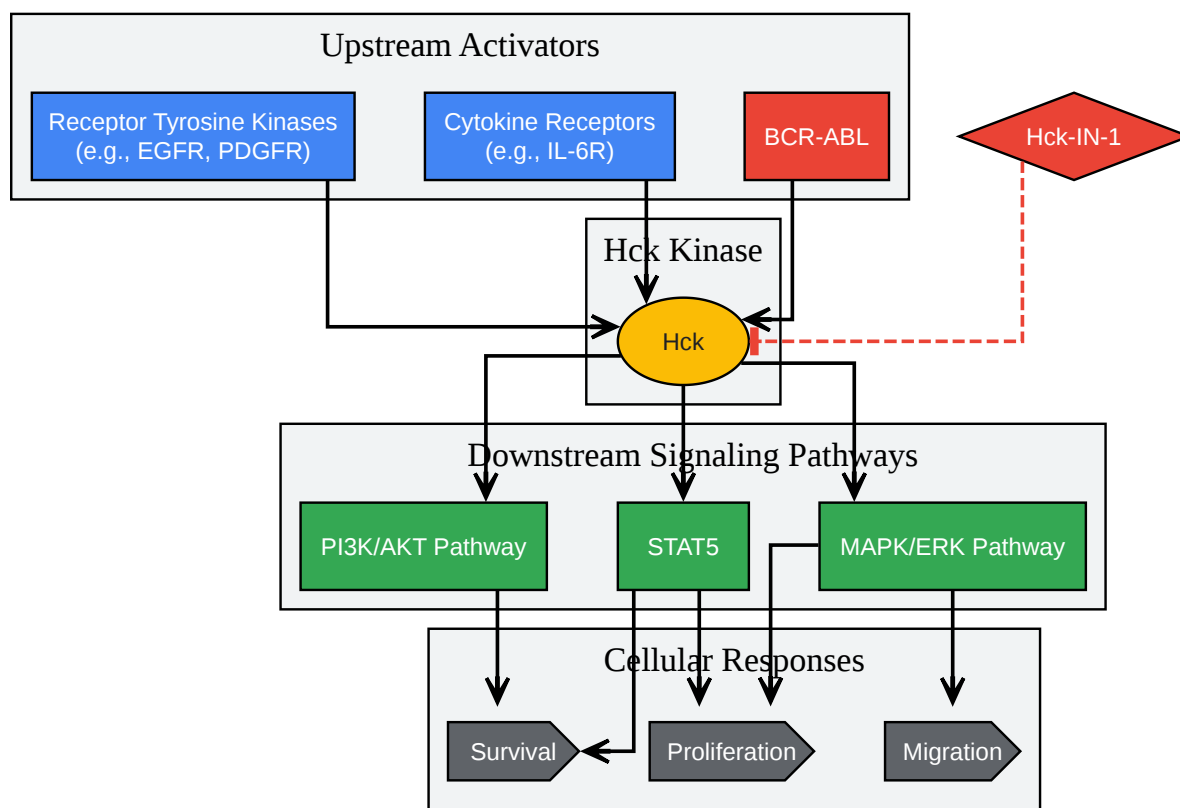 Upstream Activators
Receptor Tyrosine Kinases
(e.g., EGFR, PDGFR)
Cytokine Receptors
(e.g., IL-6R)
BCR-ABL
Hck-IN-1
Hck Kinase
Hck
Downstream Signaling Pathways
PI3K/AKT Pathway
STAT5
MAPK/ERK Pathway
Cellular Responses
Survival
Proliferation
Migration